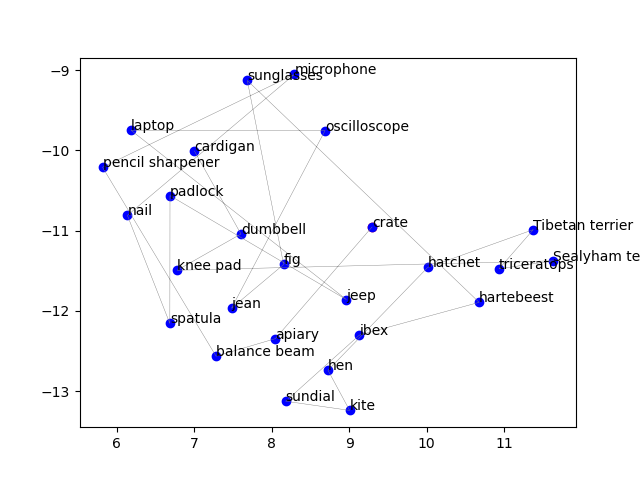 −9
−10
−11
−12
−13
6
7
8
9
10
11
microphone
sunglasses
laptop
oscilloscope
cardigan
pencil sharpener
padlock
nail
crate
Tibetan terrier
dumbbell
fig
hatchet
Sealyham te
triceratops
knee pad
jeep
hartebeest
jean
spatula
ibex
apiary
balance beam
hen
sundial
kite